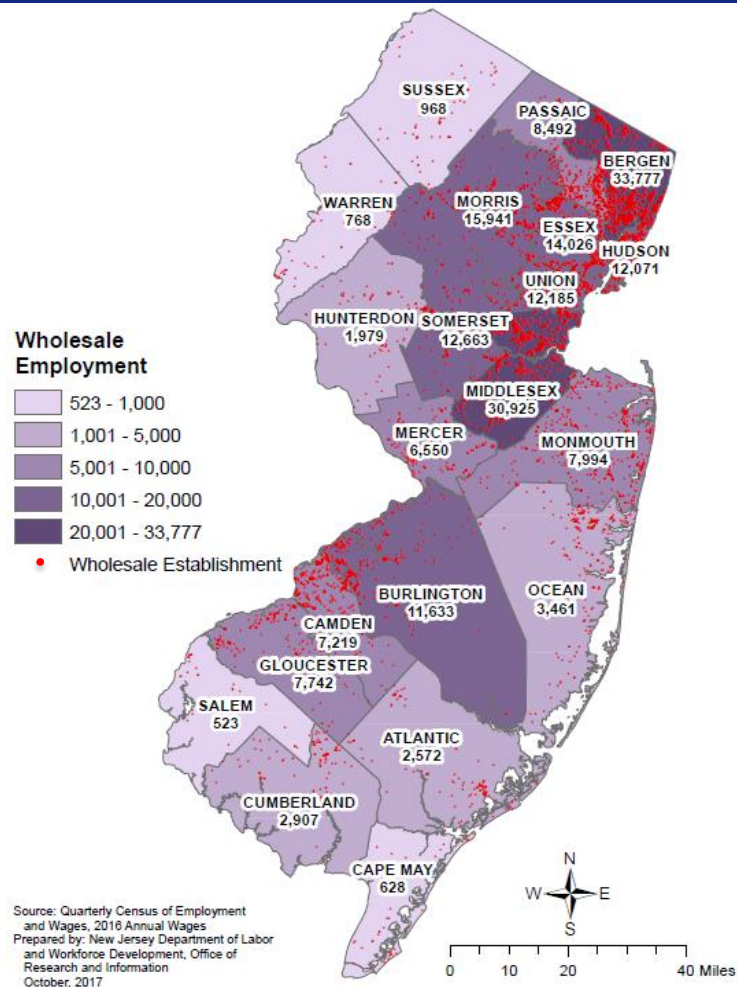 SUSSEX
968
PASSAIC
8,492
BERGEN
33,777
WARREN
768
MORRIS
15,941
ESSEX
14,026
HUDSON
12,071
UNION
12,185
HUNTERDON
1,979
SOMERSET
12,663
MIDDLESEX
30,925
MERCER
6,550
MONMOUTH
7,994
Wholesale
Employment
523 - 1,000
1,001 - 5,000
5,001 - 10,000
10,001 - 20,000
20,001 - 33,777
Wholesale Establishment
BURLINGTON
11,633
OCEAN
3,461
CAMDEN
7,219
GLOUCESTER
7,742
SALEM
523
ATLANTIC
2,572
CUMBERLAND
2,907
CAPE MAY
628
N
W E
S
0 10 20 40 Miles
Source: Quarterly Census of Employment
and Wages, 2016 Annual Wages
Prepared by: New Jersey Department of Labor
and Workforce Development, Office of
Research and Information
October, 2017